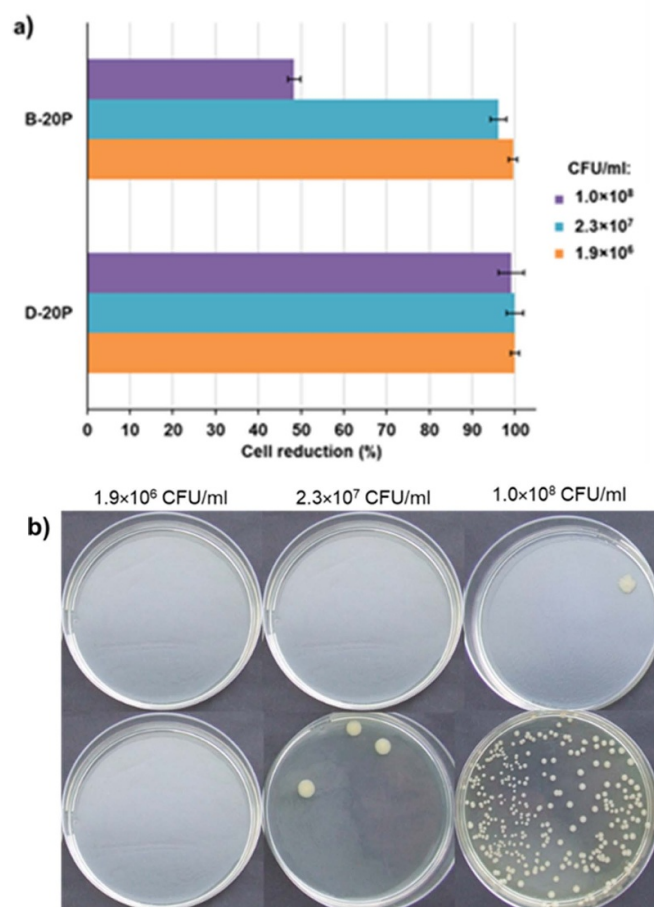 a)
B-20P
D-20P
CFU/ml:
1.0×10⁸
2.3×10⁷
1.9×10⁶
0 10 20 30 40 50 60 70 80 90 100
Cell reduction (%)
1.9×10⁶ CFU/ml 2.3×10⁷ CFU/ml 1.0×10⁸ CFU/ml
b)